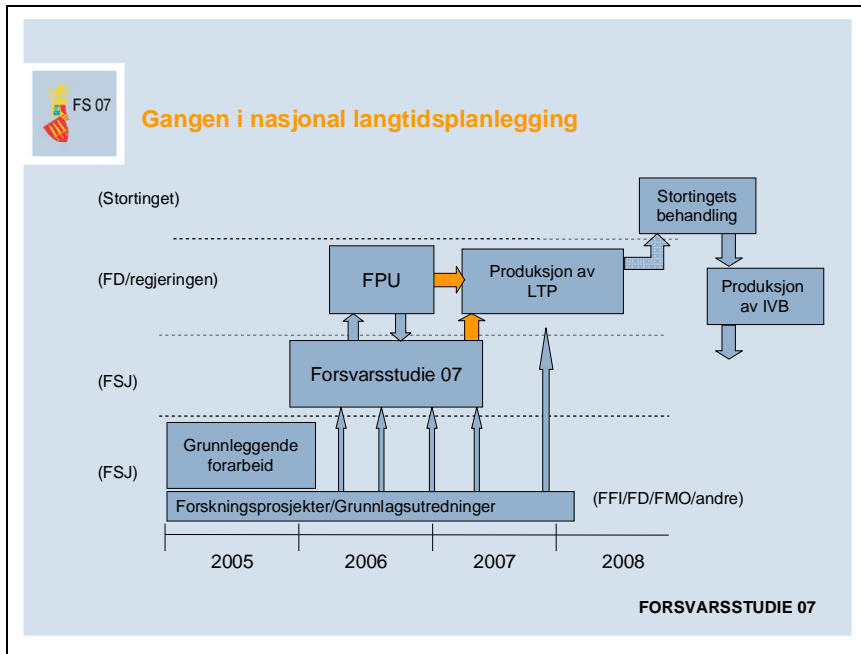 FS 07
Gangen i nasjonal langtidsplanlegging
(Stortinget)
Stortingets
behandling
(FD/regjeringen)
FPU
Produksjon av
LTP
Produksjon
av IVB
(FSJ)
Forsvarsstudie 07
(FSJ)
Grunnleggende
forarbeid
Forskningsprosjekter/Grunnlagsutredninger
(FFI/FD/FMO/andre)
2005
2006
2007
2008
FORSVARSSTUDIE 07